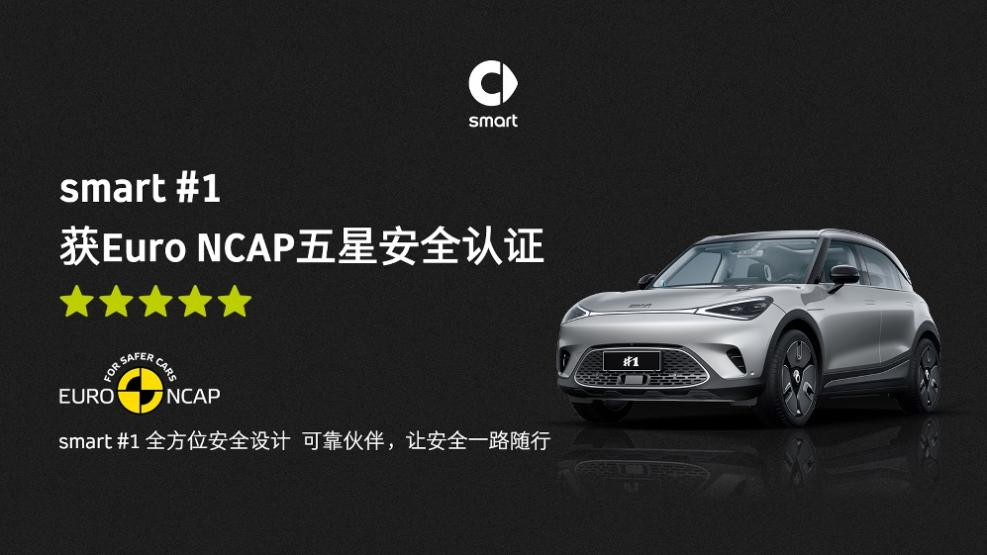 smart
smart #1
获Euro NCAP五星安全认证
FOR SAFER CARS
EURO NCAP
smart #1 全方位安全设计 可靠伙伴，让安全一路随行
#1